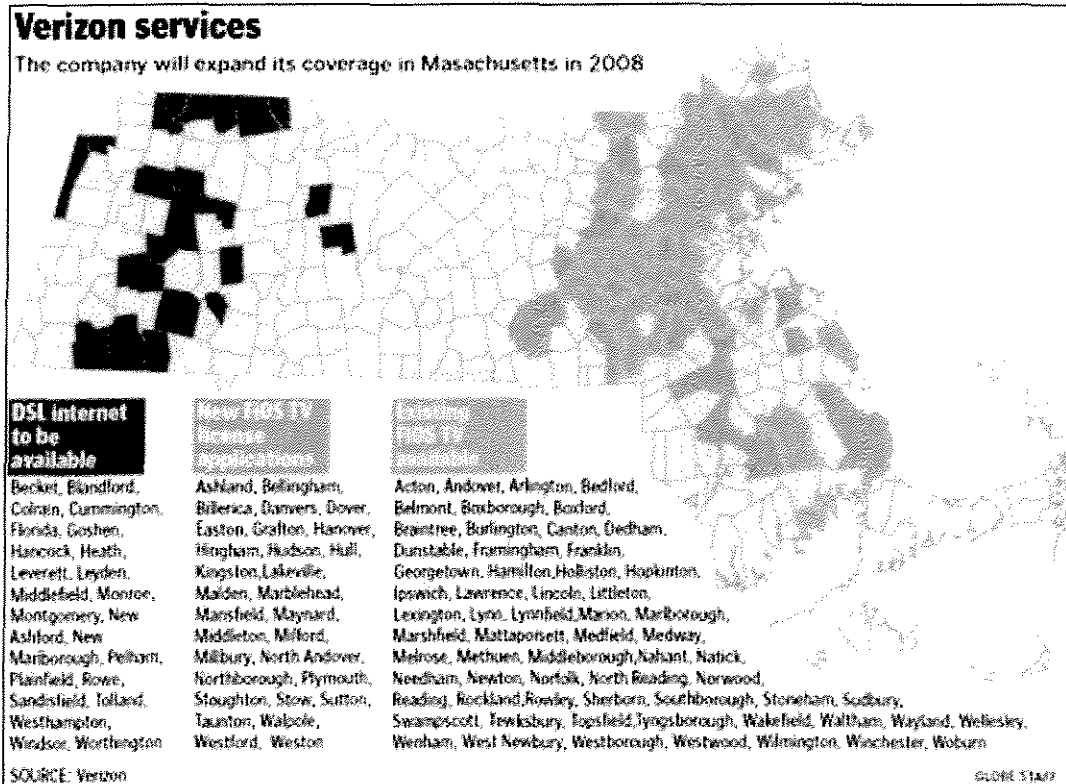 Verizon services
The company will expand its coverage in Masachusetts in 2008
DSL internet
to be
available
Becket, Blandford,
Colrain, Cummington,
Florida, Goshen,
Hancock, Heath,
Leverett, Leyden,
Middlefield, Monroe,
Montgomery, New
Ashford, New
Marlborough, Pelham,
Plainfield, Rowe,
Sandisfield, Tolland,
Westhampton,
Windsor, Worthington
New FiOS TV
license
applications
Ashland, Bellingham,
Billerica, Danvers, Dover,
Easton, Grafton, Hanover,
Hingham, Hudson, Hull,
Kingston,Lakeville,
Malden, Marblehead,
Mansfield, Maynard,
Middleton, Milford,
Millbury, North Andover,
Northborough, Plymouth,
Stoughton, Stow, Sutton,
Taunton, Walpole,
Westford, Weston
Existing
FiOS TV
available
Acton, Andover, Arlington, Bedford,
Belmont, Boxborough, Boxford,
Braintree, Burlington, Canton, Dedham,
Dunstable, Framingham, Franklin,
Georgetown, Hamilton,Holliston, Hopkinton,
Ipswich, Lawrence, Lincoln, Littleton,
Lexington, Lynn, Lynnfield,Marion, Marlborough,
Marshfield, Mattapoisett, Medfield, Medway,
Melrose, Methuen, Middleborough,Nahant, Natick,
Needham, Newton, Norfolk, North Reading, Norwood,
Reading, Rockland,Rowley, Sherborn, Southborough, Stoneham, Sudbury,
Swampscott, Tewksbury, Topsfield,Tyngsborough, Wakefield, Waltham, Wayland, Wellesley,
Wenham, West Newbury, Westborough, Westwood, Wilmington, Winchester, Woburn
SOURCE: Verizon
GLOBE STAFF